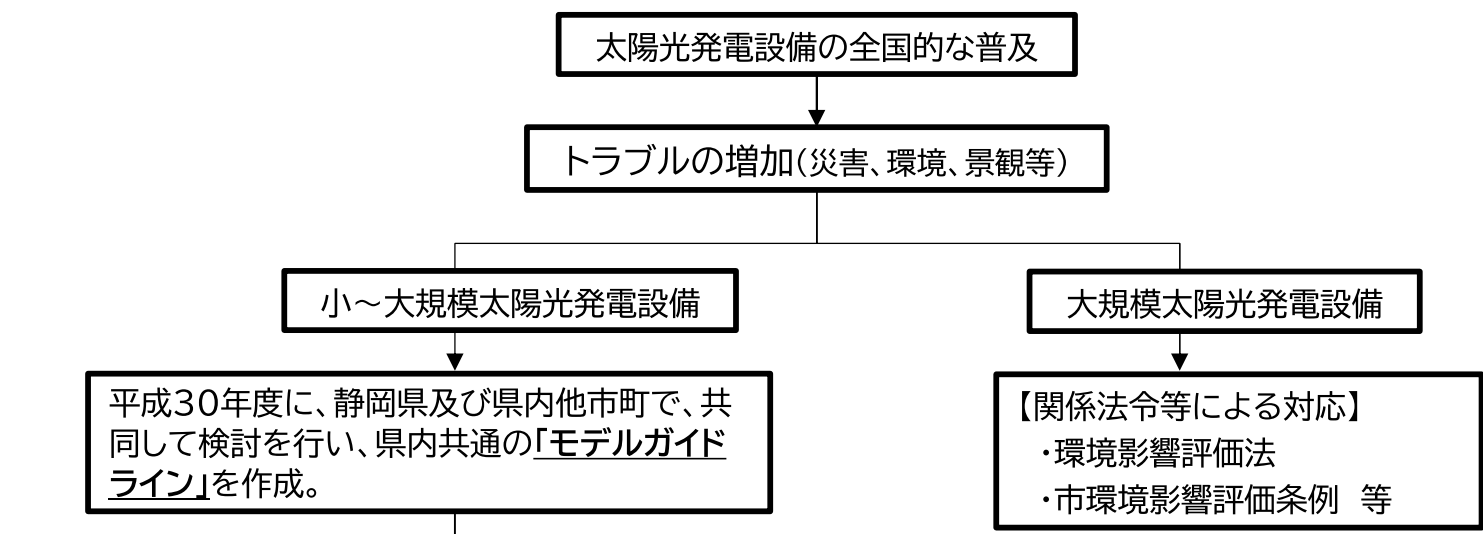 太陽光発電設備の全国的な普及
トラブルの増加(災害、環境、景観等)
小～大規模太陽光発電設備
平成30年度に、静岡県及び県内他市町で、共
同して検討を行い、県内共通の「モデルガイド
ライン」を作成。
大規模太陽光発電設備
【関係法令等による対応】
・環境影響評価法
・市環境影響評価条例　等